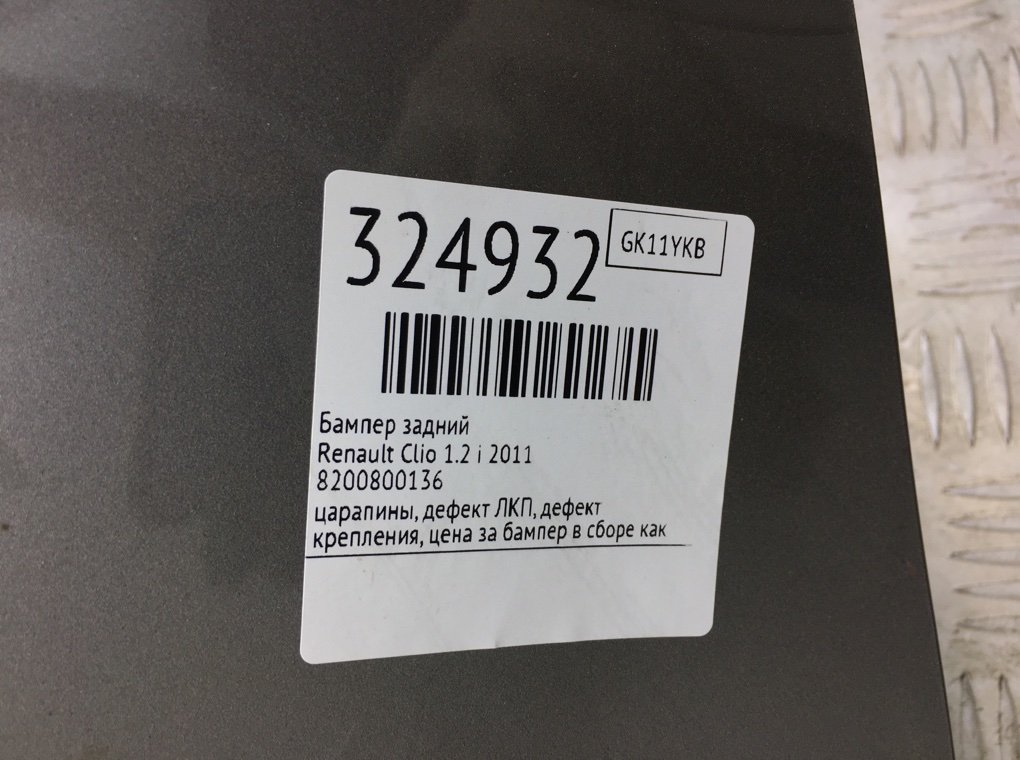 324932
GK11YKB
Бампер задний
Renault Clio 1.2 i 2011
8200800136
царапины, дефект ЛКП, дефект
крепления, цена за бампер в сборе как